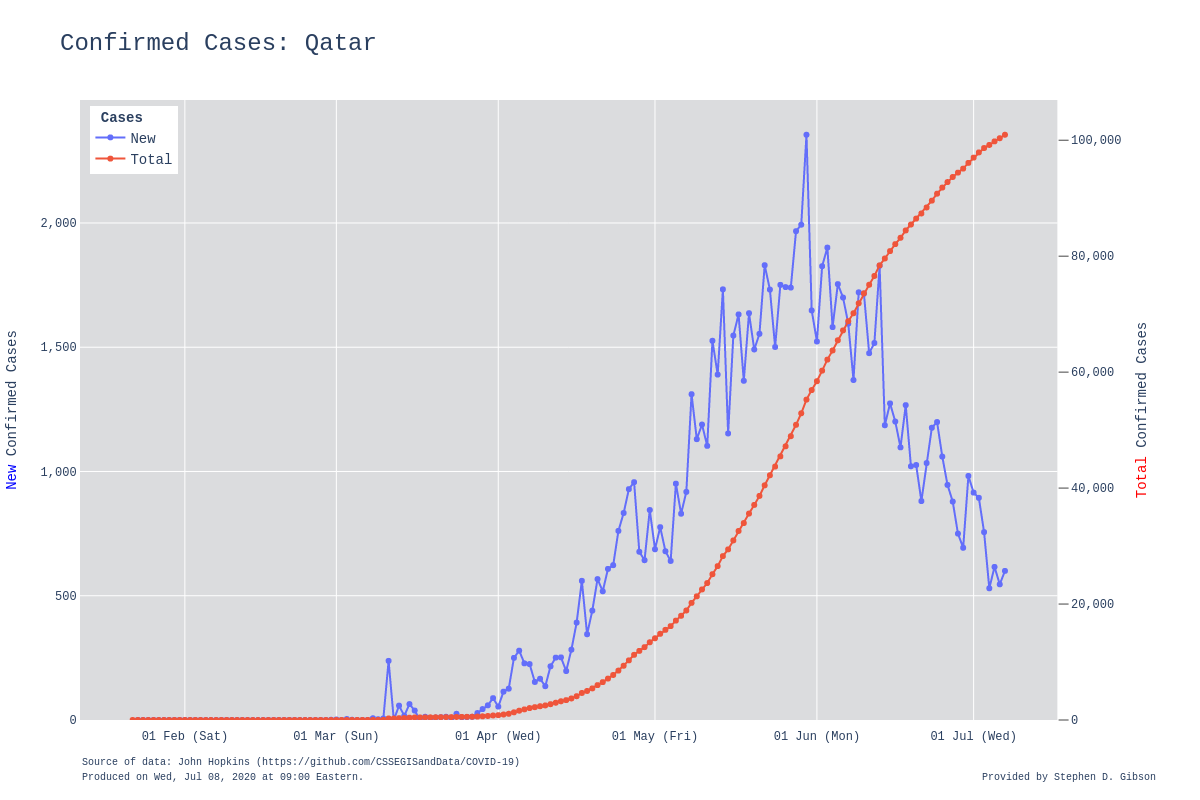 Confirmed Cases: Qatar
Cases
New
Total
2,000
1,500
1,000
500
0
100,000
80,000
60,000
40,000
20,000
0
New Confirmed Cases
Total Confirmed Cases
01 Feb (Sat) 01 Mar (Sun) 01 Apr (Wed) 01 May (Fri) 01 Jun (Mon) 01 Jul (Wed)
Source of data: John Hopkins (https://github.com/CSSEGISandData/COVID-19)
Produced on Wed, Jul 08, 2020 at 09:00 Eastern.
Provided by Stephen D. Gibson